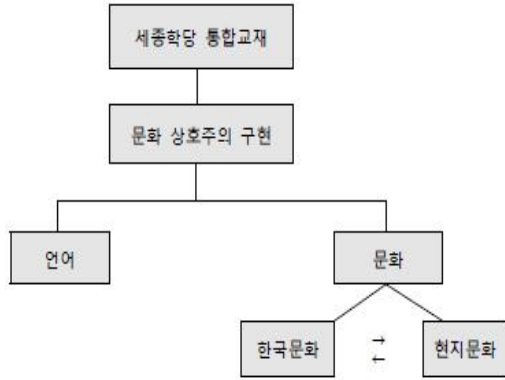 세종학당 통합교재
문화 상호주의 구현
언어
문화
한국문화
→
←
현지문화